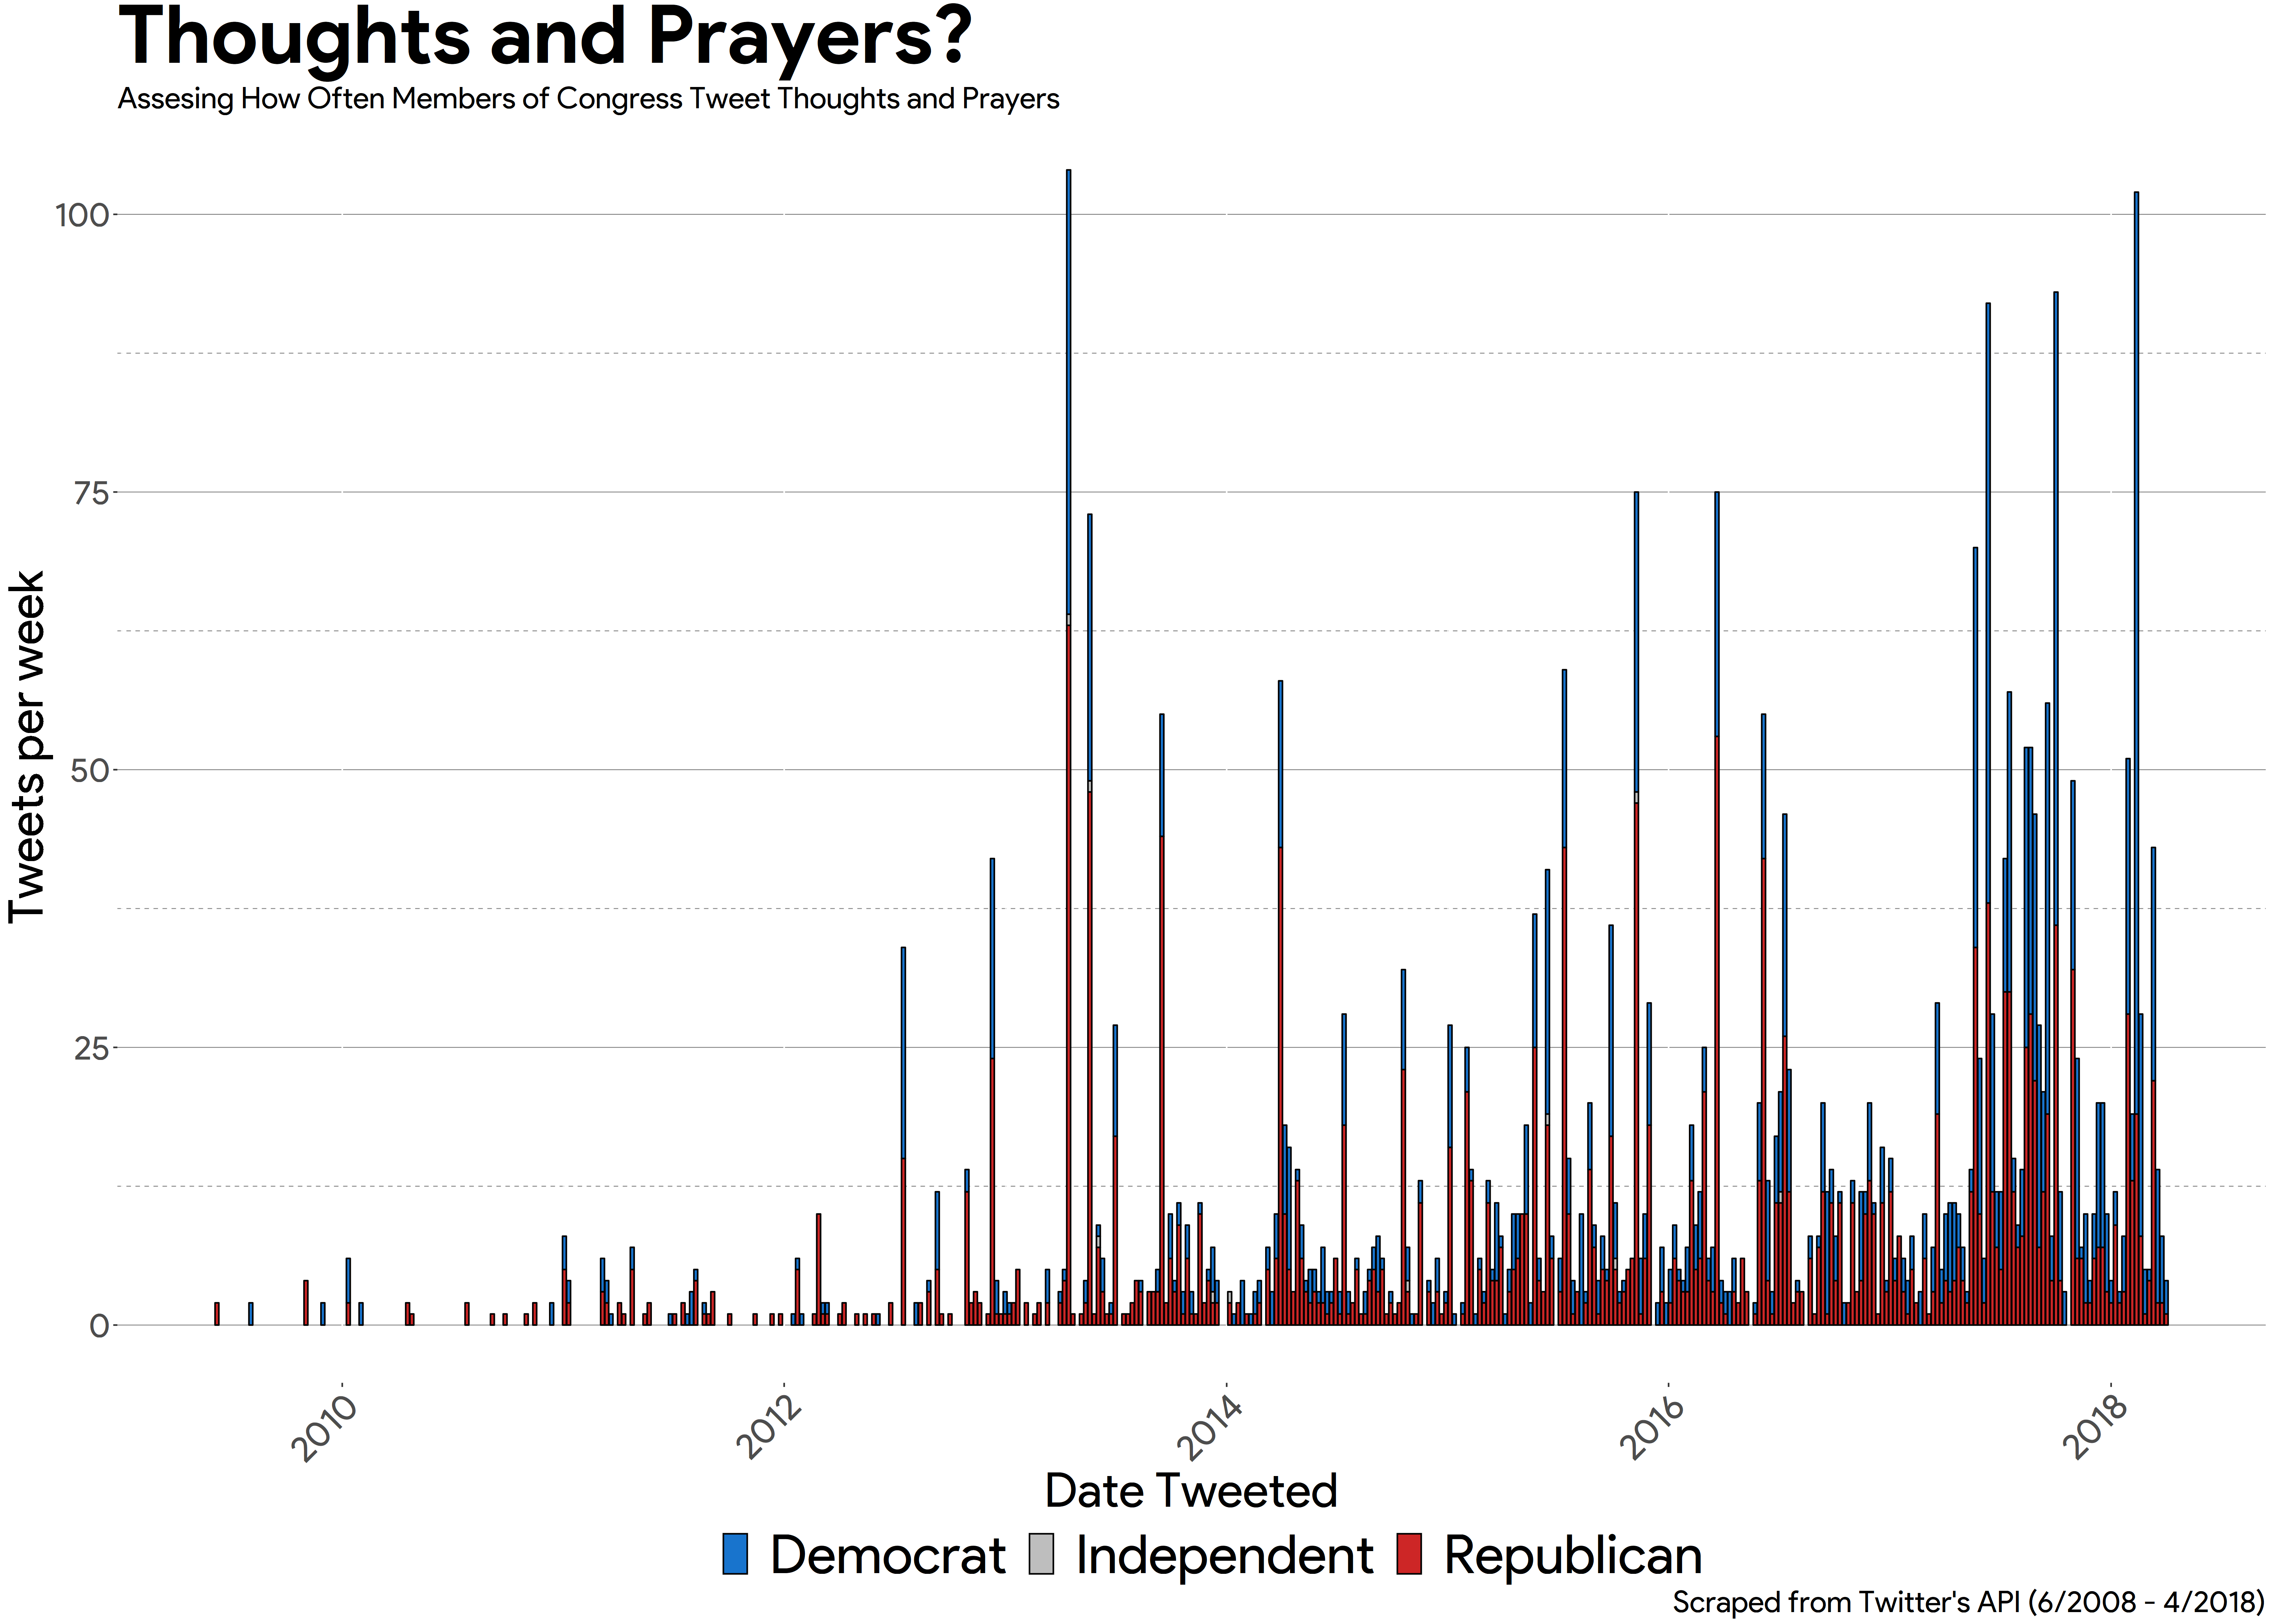 Thoughts and Prayers?
Assesing How Often Members of Congress Tweet Thoughts and Prayers
Tweets per week
100
75
50
25
0
2010
2012
2014
2016
2018
Date Tweeted
Democrat
Independent
Republican
Scraped from Twitter's API (6/2008 - 4/2018)